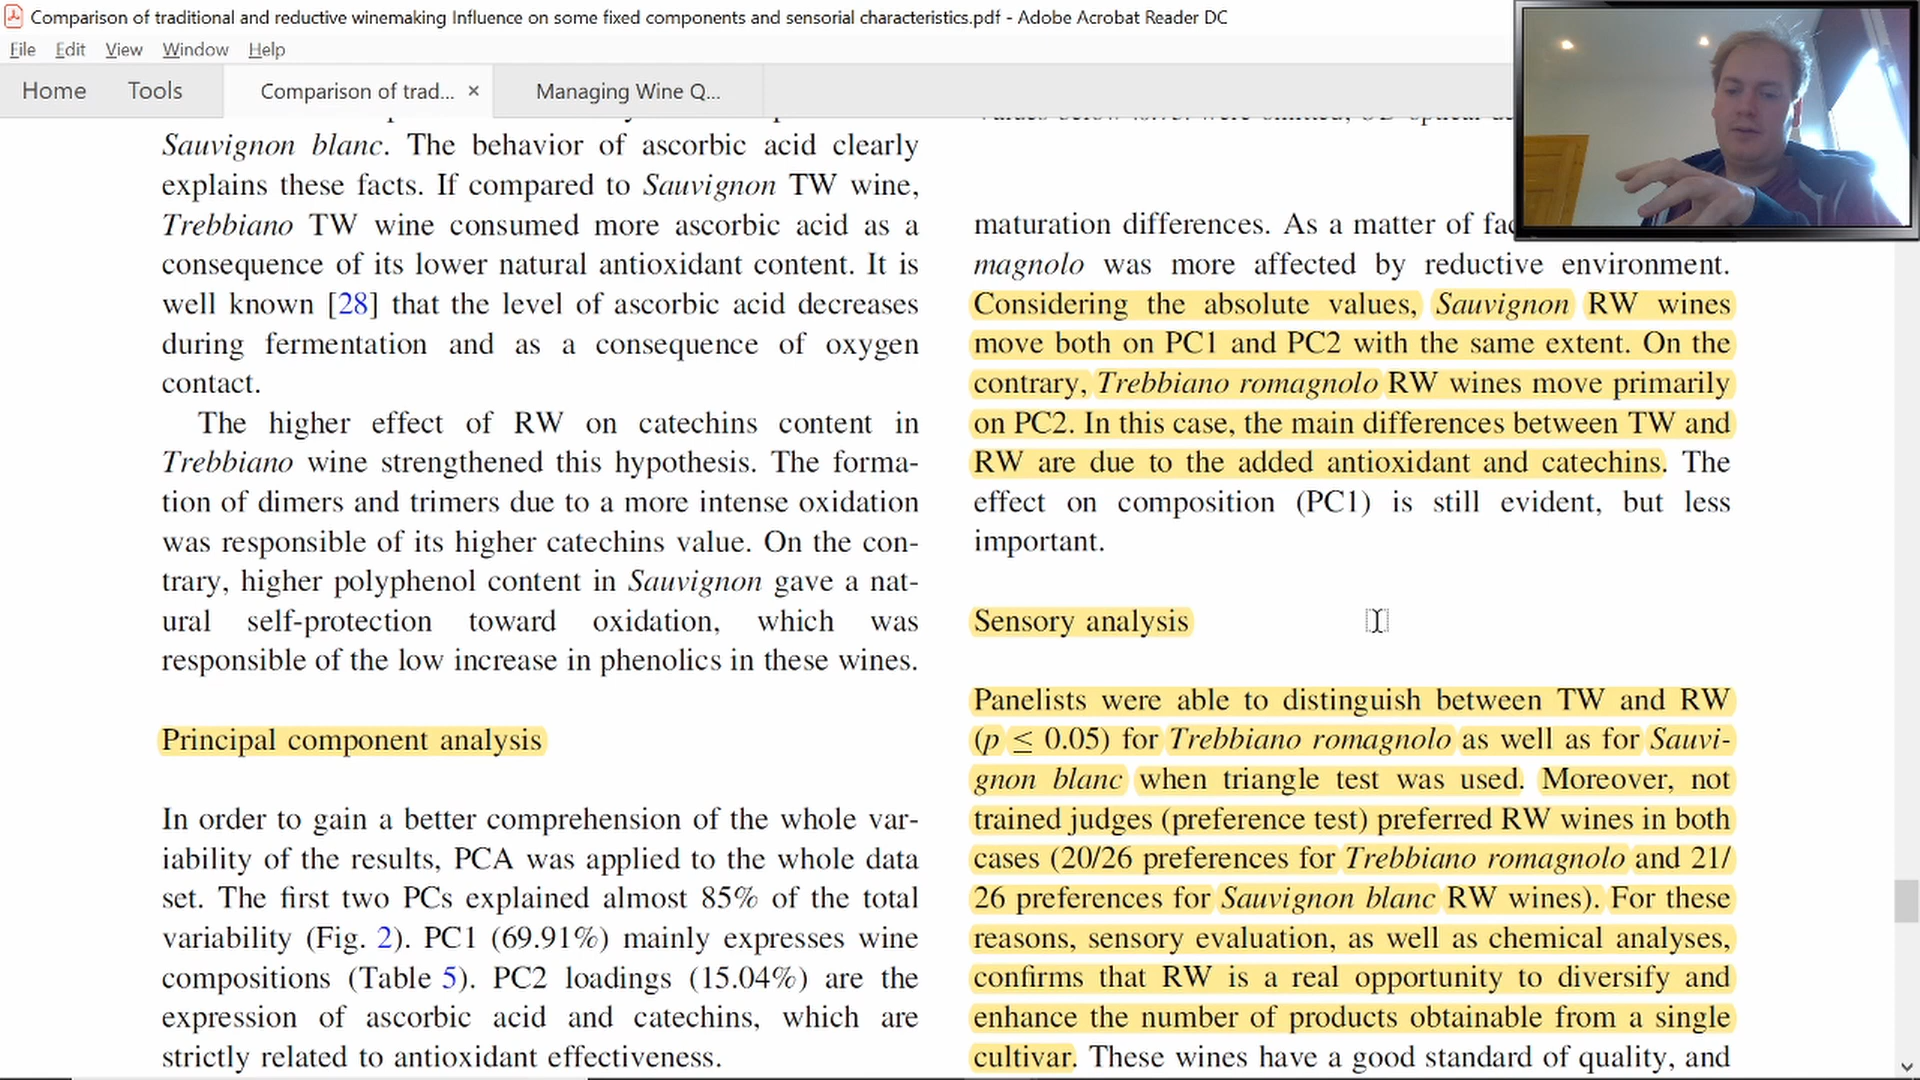 Comparison of traditional and reductive winemaking Influence on some fixed components and sensorial characteristics.pdf - Adobe Acrobat Reader DC
File Edit View Window Help
Home Tools Comparison of trad... × Managing Wine Q...
Sauvignon blanc. The behavior of ascorbic acid clearly
explains these facts. If compared to Sauvignon TW wine,
Trebbiano TW wine consumed more ascorbic acid as a
consequence of its lower natural antioxidant content. It is
well known [28] that the level of ascorbic acid decreases
during fermentation and as a consequence of oxygen
contact.
The higher effect of RW on catechins content in
Trebbiano wine strengthened this hypothesis. The forma-
tion of dimers and trimers due to a more intense oxidation
was responsible of its higher catechins value. On the con-
trary, higher polyphenol content in Sauvignon gave a nat-
ural self-protection toward oxidation, which was
responsible of the low increase in phenolics in these wines.
Principal component analysis
In order to gain a better comprehension of the whole var-
iability of the results, PCA was applied to the whole data
set. The first two PCs explained almost 85% of the total
variability (Fig. 2). PC1 (69.91%) mainly expresses wine
compositions (Table 5). PC2 loadings (15.04%) are the
expression of ascorbic acid and catechins, which are
strictly related to antioxidant effectiveness.
maturation differences. As a matter of
magnolo was more affected by reductive environment.
Considering the absolute values, Sauvignon RW wines
move both on PC1 and PC2 with the same extent. On the
contrary, Trebbiano romagnolo RW wines move primarily
on PC2. In this case, the main differences between TW and
RW are due to the added antioxidant and catechins. The
effect on composition (PC1) is still evident, but less
important.
Sensory analysis
Panelists were able to distinguish between TW and RW
(p ≤ 0.05) for Trebbiano romagnolo as well as for Sauvi-
gnon blanc when triangle test was used. Moreover, not
trained judges (preference test) preferred RW wines in both
cases (20/26 preferences for Trebbiano romagnolo and 21/
26 preferences for Sauvignon blanc RW wines). For these
reasons, sensory evaluation, as well as chemical analyses,
confirms that RW is a real opportunity to diversify and
enhance the number of products obtainable from a single
cultivar. These wines have a good standard of quality, and